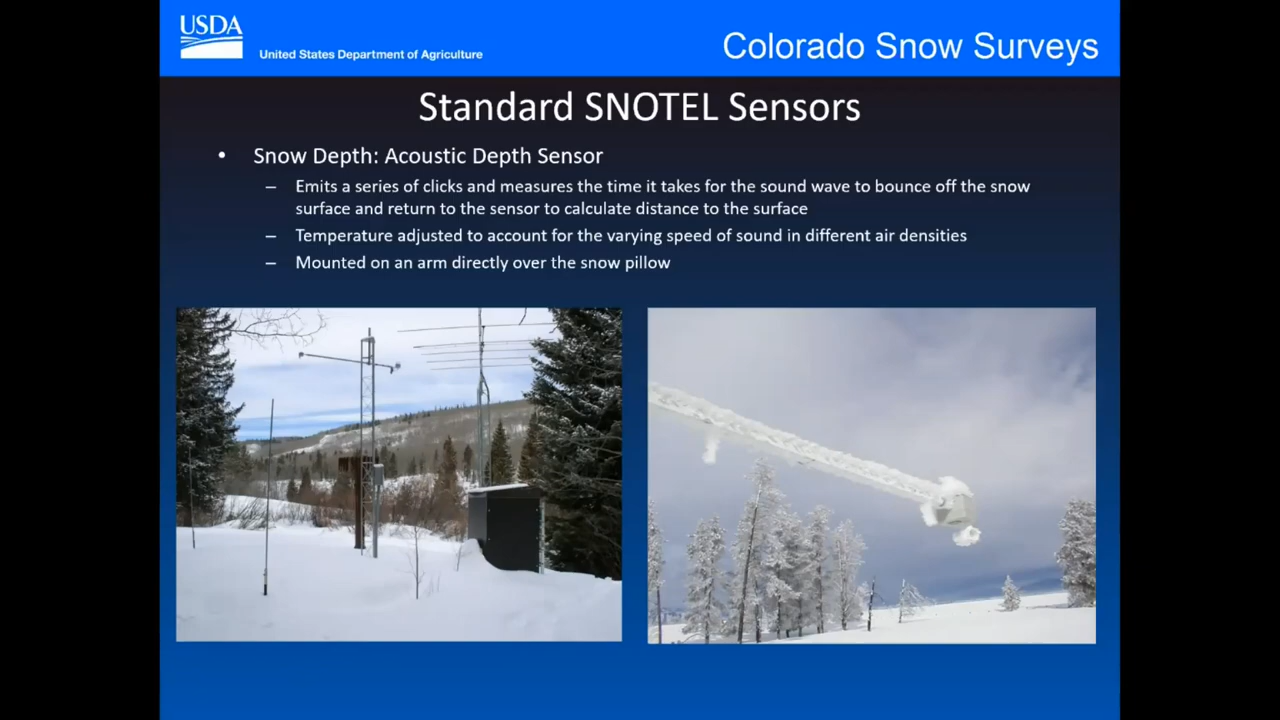 USDA
United States Department of Agriculture
Colorado Snow Surveys
Standard SNOTEL Sensors
• Snow Depth: Acoustic Depth Sensor
– Emits a series of clicks and measures the time it takes for the sound wave to bounce off the snow
surface and return to the sensor to calculate distance to the surface
– Temperature adjusted to account for the varying speed of sound in different air densities
– Mounted on an arm directly over the snow pillow